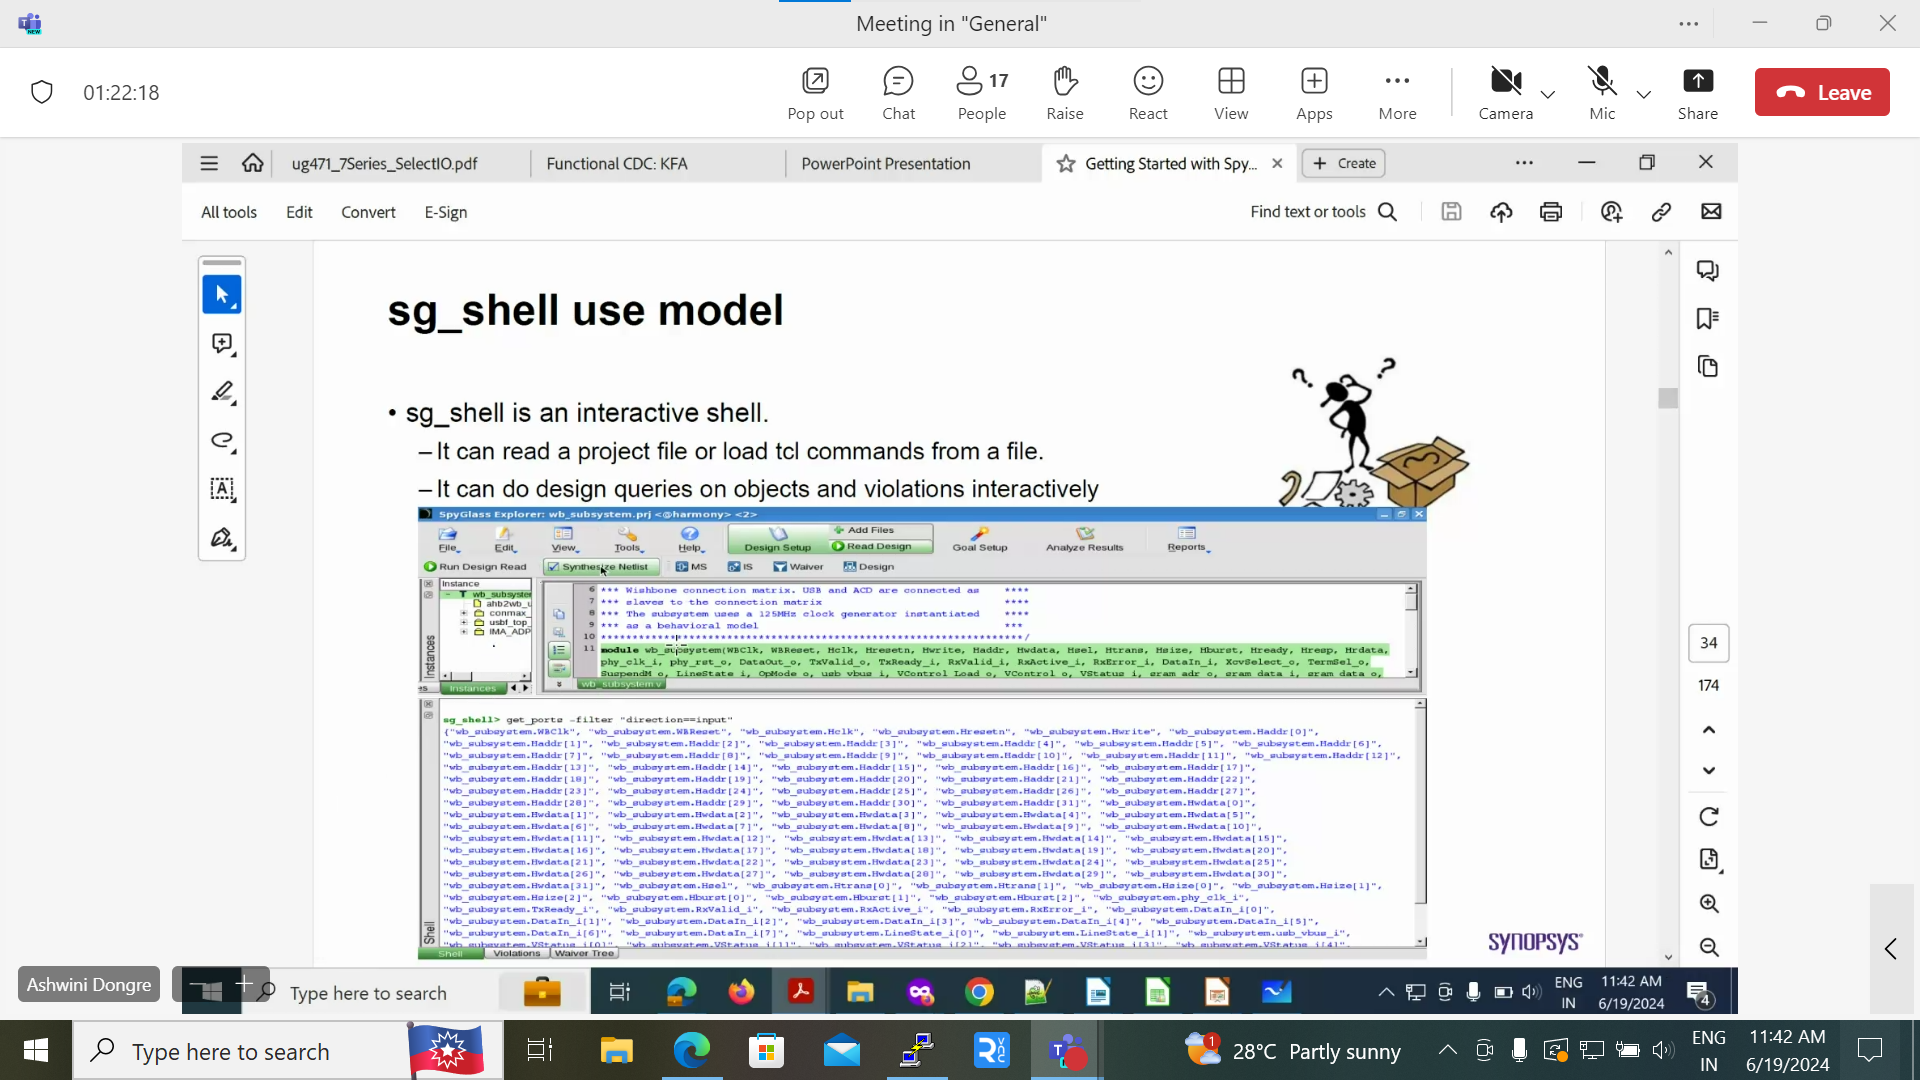 Meeting in "General"
01:22:18
Pop out
Chat
17
People
Raise
React
View
Apps
More
Camera
Mic
Share
Leave
ug471_7Series_SelectIO.pdf
Functional CDC: KFA
PowerPoint Presentation
Getting Started with Spy...
Create
All tools
Edit
Convert
E-Sign
Find text or tools
sg_shell use model
• sg_shell is an interactive shell.
– It can read a project file or load tcl commands from a file.
– It can do design queries on objects and violations interactively
SpyGlass Explorer: wb_subsystem.prj <@harmony> <2>
File
Edit
View
Tools
Help
Design Setup
Add Files
Read Design
Goal Setup
Analyze Results
Reports
Run Design Read
Synthesize Netlist
MS
IS
Waiver
Design
Instance
wb_subsyster
ahb2wb_u
conmax_
usbf_top_
IMA_ADP
Instances
Instances
6 *** Wishbone connection matrix. USB and ACD are connected as ****
7 *** slaves to the connection matrix ****
8 *** The subsystem uses a 125MHz clock generator instantiated ****
9 *** as a behavioral model ***
10 ******************************************************************/
11 module wb_subsystem(WBClk, WBReset, Hclk, Hresetn, Hwrite, Haddr, Hwdata, Hsel, Htrans, Hsize, Hburst, Hready, Hresp, Hrdata,
phy_clk_i, phy_rst_o, DataOut_o, TxValid_o, TxReady_i, RxValid_i, RxActive_i, RxError_i, DataIn_i, XcvSelect_o, TermSel_o,
SuspendM_o, LineState_i, OpMode_o, usb_vbus_i, VControl_Load_o, VControl_o, VStatus_i, sram_adr_o, sram_data_i, sram_data_o,
wb_subsystem.v
sg_shell> get_ports -filter "direction==input"
{"wb_subsystem.WBClk", "wb_subsystem.WBReset", "wb_subsystem.Hclk", "wb_subsystem.Hresetn", "wb_subsystem.Hwrite", "wb_subsystem.Haddr[0]",
"wb_subsystem.Haddr[1]", "wb_subsystem.Haddr[2]", "wb_subsystem.Haddr[3]", "wb_subsystem.Haddr[4]", "wb_subsystem.Haddr[5]", "wb_subsystem.Haddr[6]",
"wb_subsystem.Haddr[7]", "wb_subsystem.Haddr[8]", "wb_subsystem.Haddr[9]", "wb_subsystem.Haddr[10]", "wb_subsystem.Haddr[11]", "wb_subsystem.Haddr[12]",
"wb_subsystem.Haddr[13]", "wb_subsystem.Haddr[14]", "wb_subsystem.Haddr[15]", "wb_subsystem.Haddr[16]", "wb_subsystem.Haddr[17]",
"wb_subsystem.Haddr[18]", "wb_subsystem.Haddr[19]", "wb_subsystem.Haddr[20]", "wb_subsystem.Haddr[21]", "wb_subsystem.Haddr[22]",
"wb_subsystem.Haddr[23]", "wb_subsystem.Haddr[24]", "wb_subsystem.Haddr[25]", "wb_subsystem.Haddr[26]", "wb_subsystem.Haddr[27]",
"wb_subsystem.Haddr[28]", "wb_subsystem.Haddr[29]", "wb_subsystem.Haddr[30]", "wb_subsystem.Haddr[31]", "wb_subsystem.Hwdata[0]",
"wb_subsystem.Hwdata[1]", "wb_subsystem.Hwdata[2]", "wb_subsystem.Hwdata[3]", "wb_subsystem.Hwdata[4]", "wb_subsystem.Hwdata[5]",
"wb_subsystem.Hwdata[6]", "wb_subsystem.Hwdata[7]", "wb_subsystem.Hwdata[8]", "wb_subsystem.Hwdata[9]", "wb_subsystem.Hwdata[10]",
"wb_subsystem.Hwdata[11]", "wb_subsystem.Hwdata[12]", "wb_subsystem.Hwdata[13]", "wb_subsystem.Hwdata[14]", "wb_subsystem.Hwdata[15]",
"wb_subsystem.Hwdata[16]", "wb_subsystem.Hwdata[17]", "wb_subsystem.Hwdata[18]", "wb_subsystem.Hwdata[19]", "wb_subsystem.Hwdata[20]",
"wb_subsystem.Hwdata[21]", "wb_subsystem.Hwdata[22]", "wb_subsystem.Hwdata[23]", "wb_subsystem.Hwdata[24]", "wb_subsystem.Hwdata[25]",
"wb_subsystem.Hwdata[26]", "wb_subsystem.Hwdata[27]", "wb_subsystem.Hwdata[28]", "wb_subsystem.Hwdata[29]", "wb_subsystem.Hwdata[30]",
"wb_subsystem.Hwdata[31]", "wb_subsystem.Hsel", "wb_subsystem.Htrans[0]", "wb_subsystem.Htrans[1]", "wb_subsystem.Hsize[0]", "wb_subsystem.Hsize[1]",
"wb_subsystem.Hsize[2]", "wb_subsystem.Hburst[0]", "wb_subsystem.Hburst[1]", "wb_subsystem.Hburst[2]", "wb_subsystem.phy_clk_i",
"wb_subsystem.TxReady_i", "wb_subsystem.RxValid_i", "wb_subsystem.RxActive_i", "wb_subsystem.RxError_i", "wb_subsystem.DataIn_i[0]",
"wb_subsystem.DataIn_i[1]", "wb_subsystem.DataIn_i[2]", "wb_subsystem.DataIn_i[3]", "wb_subsystem.DataIn_i[4]", "wb_subsystem.DataIn_i[5]",
"wb_subsystem.DataIn_i[6]", "wb_subsystem.DataIn_i[7]", "wb_subsystem.LineState_i[0]", "wb_subsystem.LineState_i[1]", "wb_subsystem.usb_vbus_i",
"wb_subsystem.VStatus_i[0]", "wb_subsystem.VStatus_i[1]", "wb_subsystem.VStatus_i[2]", "wb_subsystem.VStatus_i[3]", "wb_subsystem.VStatus_i[4]",
Shell
Shell
Violations
Waiver Tree
SYNOPSYS
34
174
Ashwini Dongre
Type here to search
ENG
IN
11:42 AM
6/19/2024
4
Type here to search
1
28°C Partly sunny
ENG
IN
11:42 AM
6/19/2024